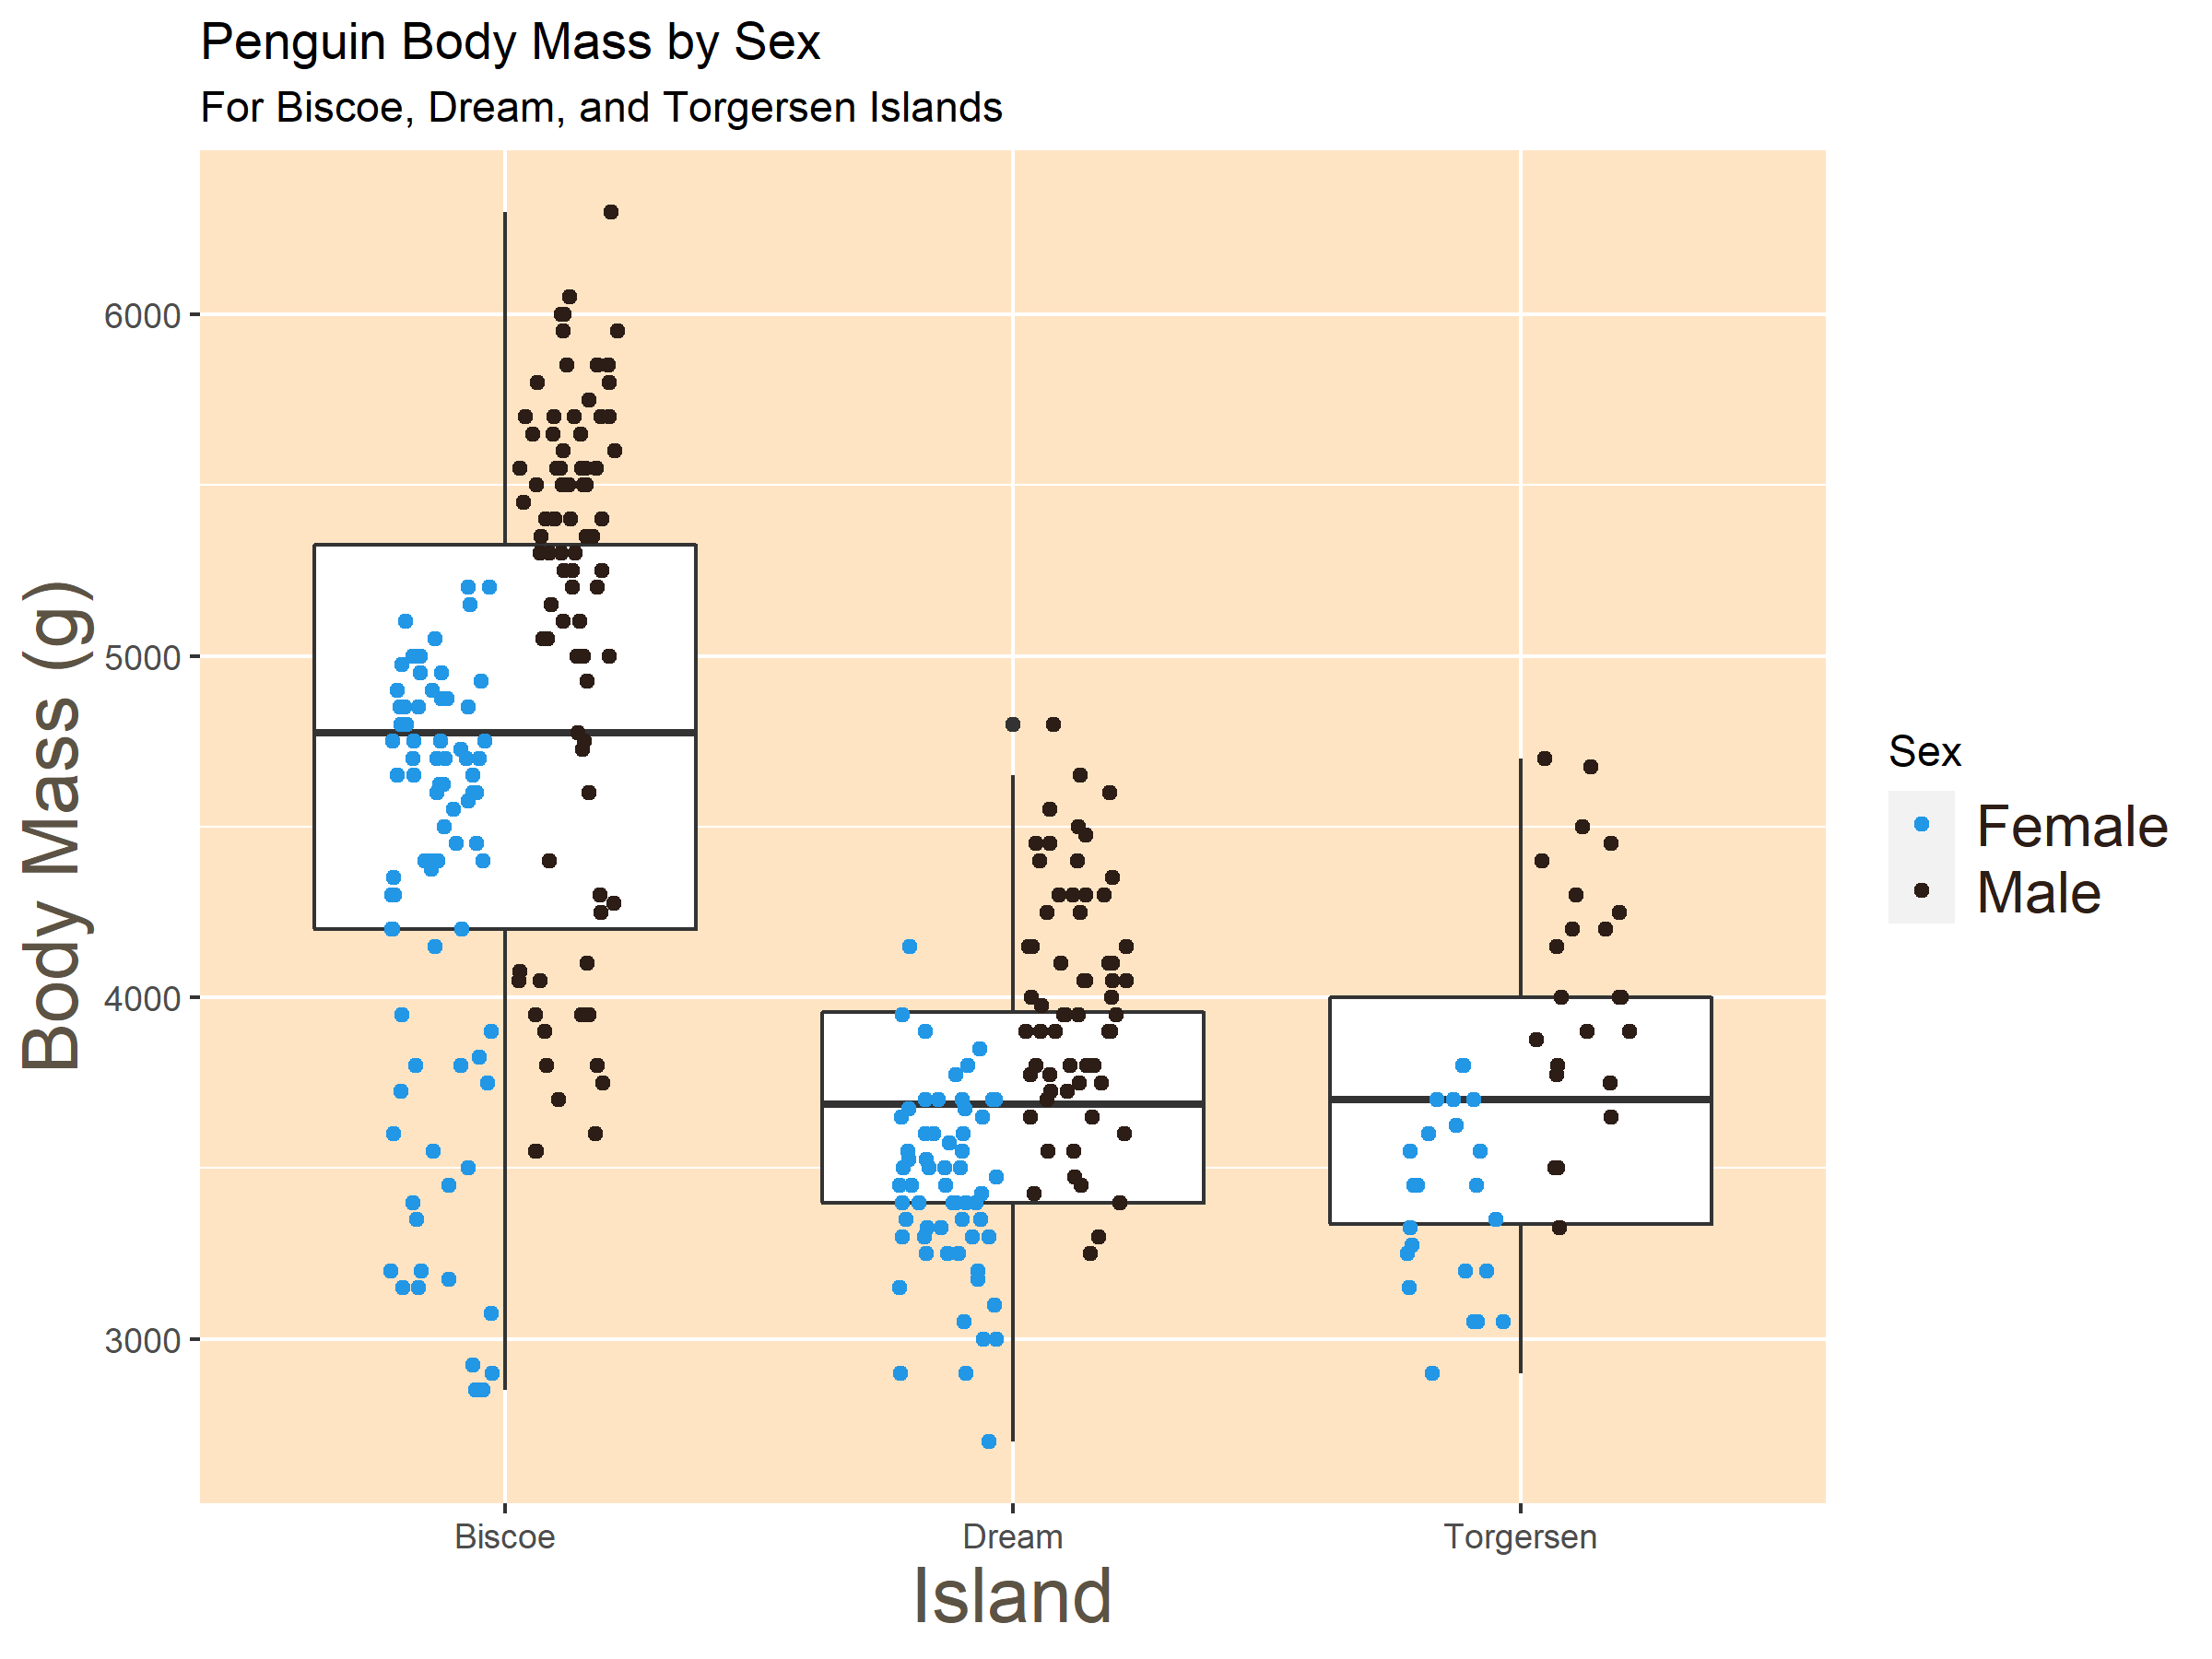 Penguin Body Mass by Sex
For Biscoe, Dream, and Torgersen Islands
Body Mass (g)
6000
5000
4000
3000
Biscoe
Dream
Torgersen
Island
Sex
Female
Male